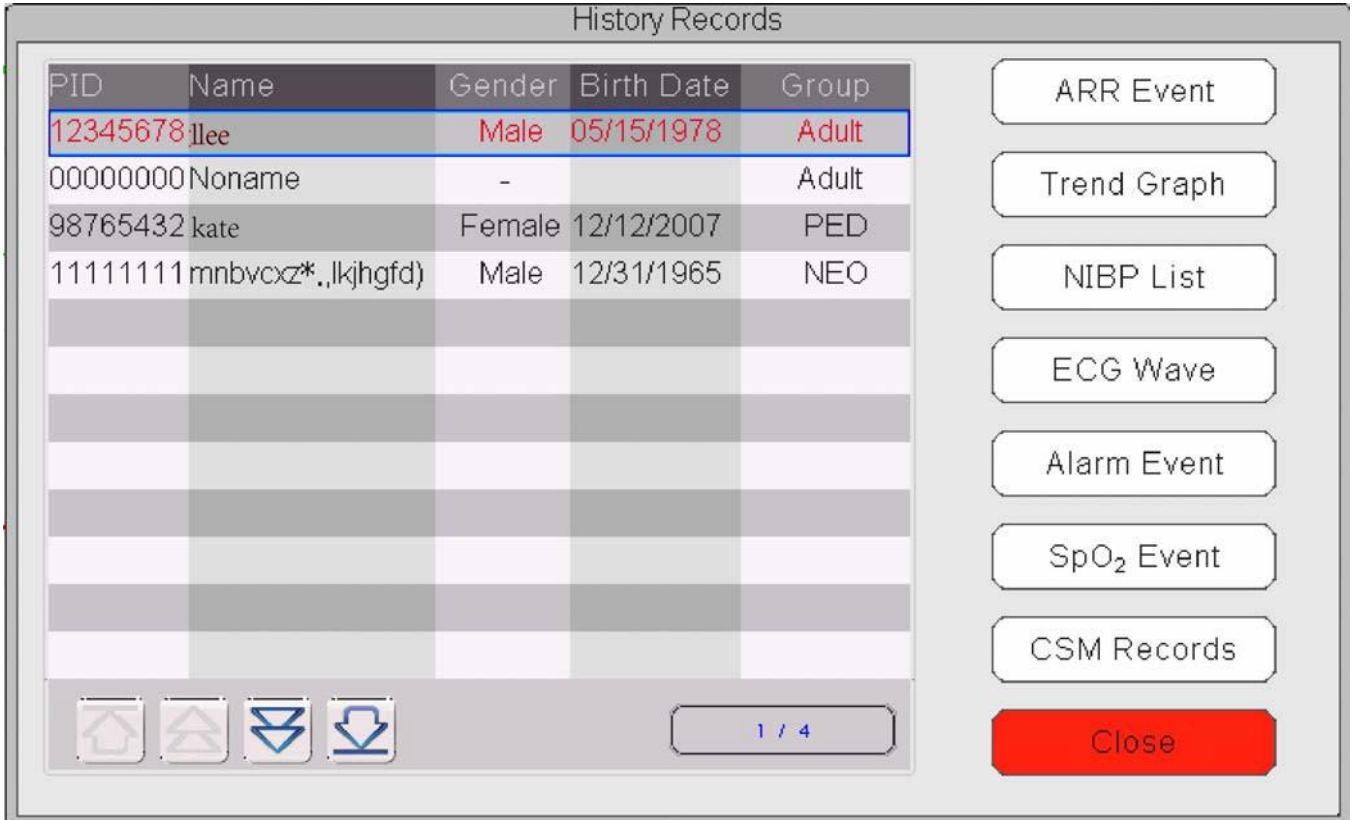 History Records
PID Name Gender Birth Date Group
12345678 llee Male 05/15/1978 Adult
00000000 Noname - Adult
98765432 kate Female 12/12/2007 PED
11111111 mnbvcxz*.,lkjhgfd) Male 12/31/1965 NEO
1 / 4
ARR Event
Trend Graph
NIBP List
ECG Wave
Alarm Event
SpO₂ Event
CSM Records
Close